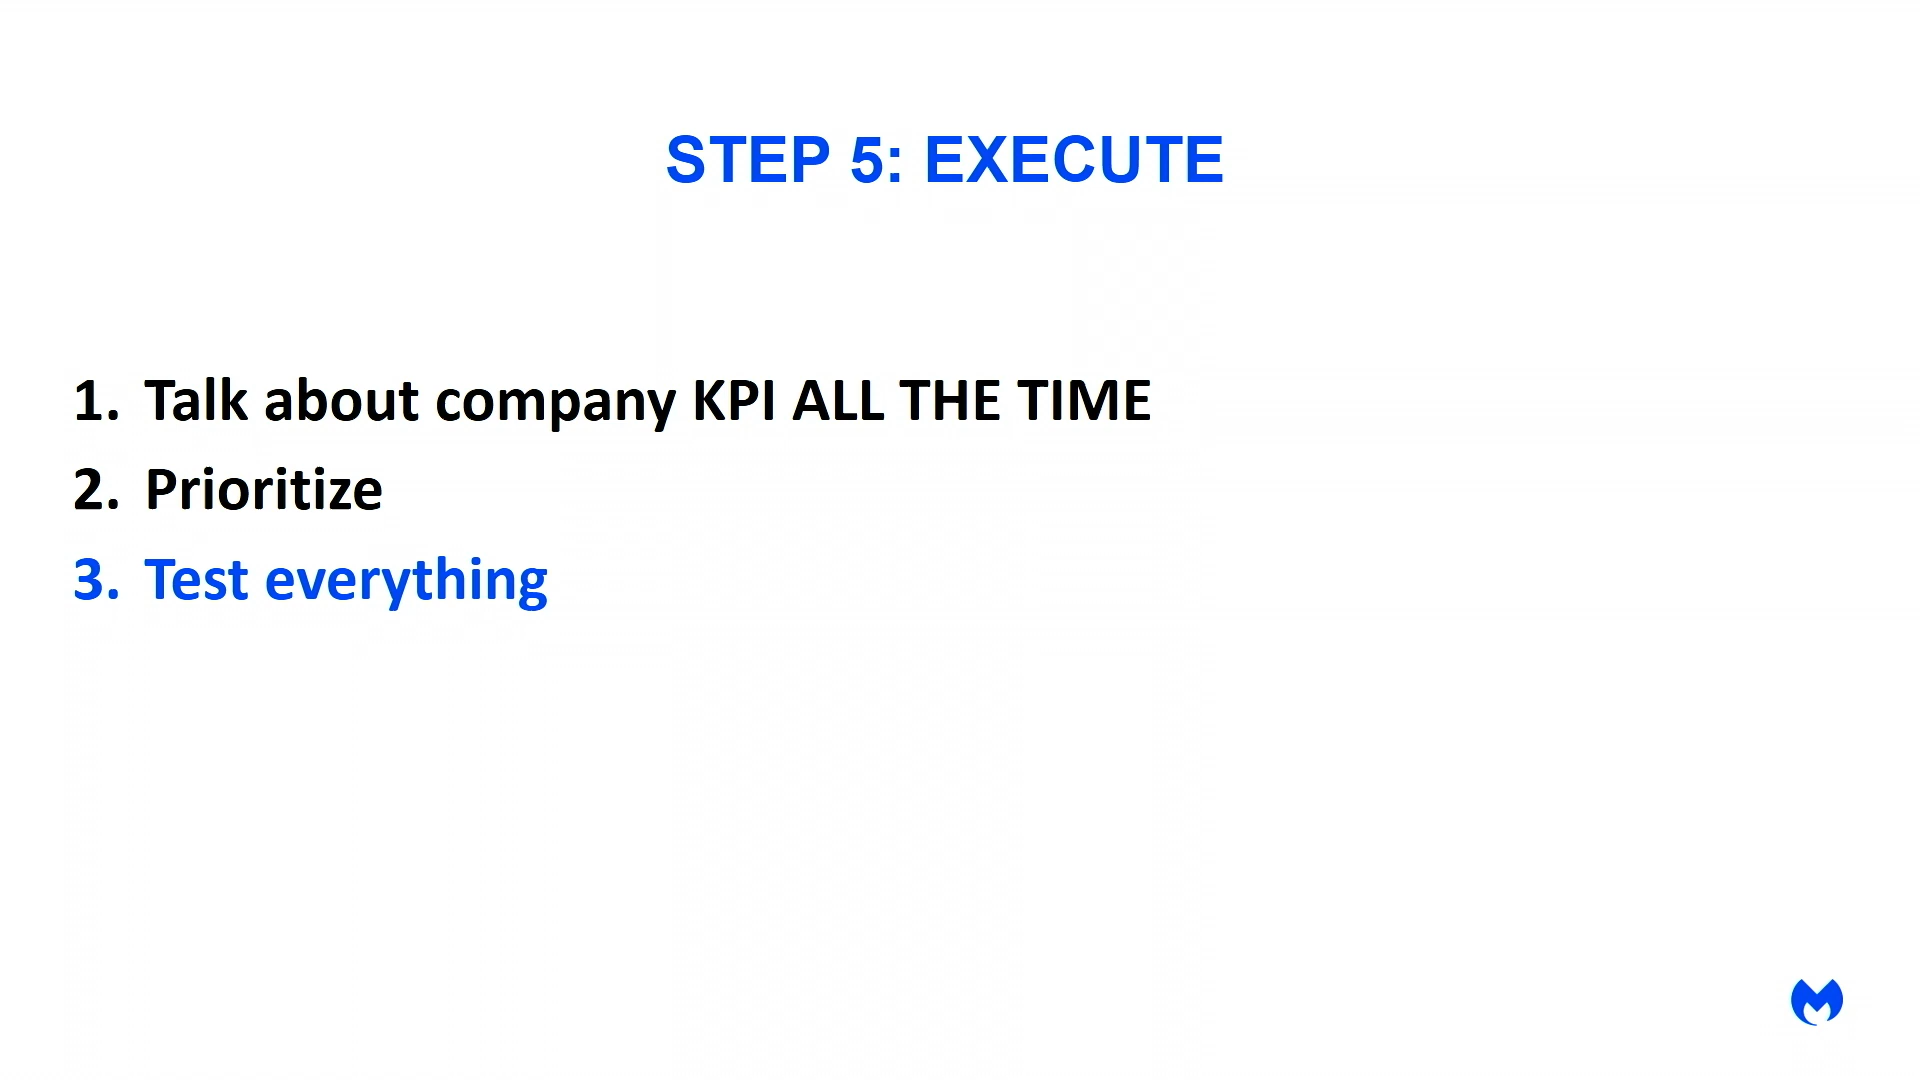 STEP 5: EXECUTE
1. Talk about company KPI ALL THE TIME
2. Prioritize
3. Test everything